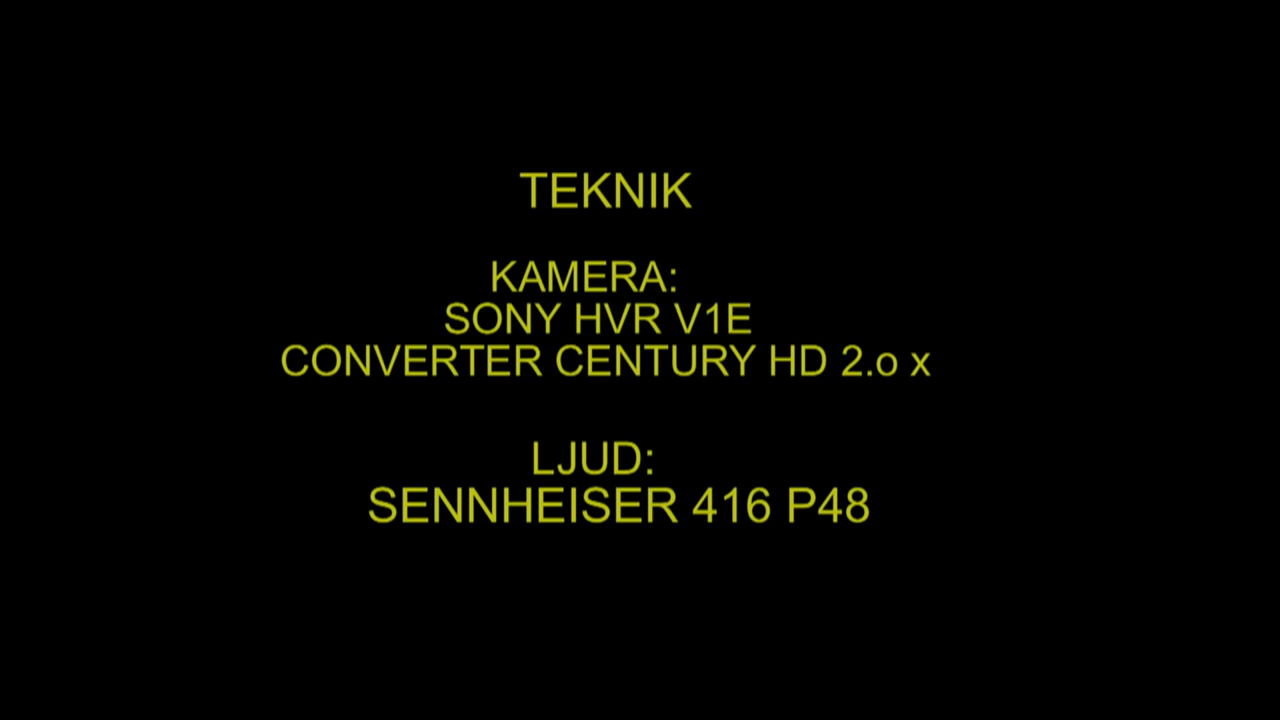 TEKNIK
KAMERA:
SONY HVR V1E
CONVERTER CENTURY HD 2.o x
LJUD:
SENNHEISER 416 P48